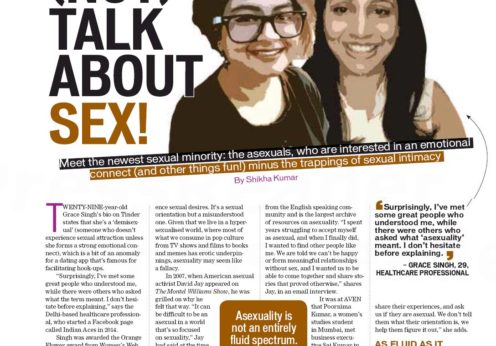 (NOT)
TALK
ABOUT
SEX!
Meet the newest sexual minority: the asexuals, who are interested in an emotional
connect (and other things fun!) minus the trappings of sexual intimacy
By Shikha Kumar
TWENTY-NINE-year-old
Grace Singh's bio on Tinder
states that she's a 'demisex-
ual' (someone who doesn't
experience sexual attraction unless
she forms a strong emotional con-
nect), which is a bit of an anomaly
for a dating app that's famous for
facilitating hook-ups.
"Surprisingly, I've met some
great people who understood me,
while there were others who asked
what the term meant. I don't hesi-
tate before explaining," says the
Delhi-based healthcare profession-
al, who started a Facebook page
called Indian Aces in 2014.
Singh was awarded the Orange
Flower award from Women's Web
ence sexual desires. It's a sexual
orientation but a misunderstood
one. Given that we live in a hyper-
sexualised world, where most of
what we consume in pop culture
from TV shows and films to books
and memes has erotic underpin-
nings, asexuality may seem like
a fallacy.
In 2007, when American asexual
activist David Jay appeared on
The Montel Williams Show, he was
grilled on why he
felt that way. "It can
be difficult to be an
asexual in a world
that's so focused
on sexuality," Jay
had said at the time
Asexuality is
not an entirely
fluid spectrum.
from the English speaking com-
munity and is the largest archive
of resources on asexuality. "I spent
years struggling to accept myself
as asexual, and when I finally did,
I wanted to find other people like
me. We are told we can't be happy
or form meaningful relationships
without sex, and I wanted us to be
able to come together and share sto-
ries that proved otherwise," shares
Jay, in an email interview.
It was at AVEN
that Poornima
Kumar, a women's
studies student
in Mumbai, met
business execu-
tive Sai Kumar in
"Surprisingly, I've met
some great people who
understood me, while
there were others who
asked what 'asexuality'
meant. I don't hesitate
before explaining.
– GRACE SINGH, 29,
HEALTHCARE PROFESSIONAL
share their experiences, and ask
us if they are asexual. We don't tell
them what their orientation is, we
help them figure it out," she adds.
AS FLUID AS IT